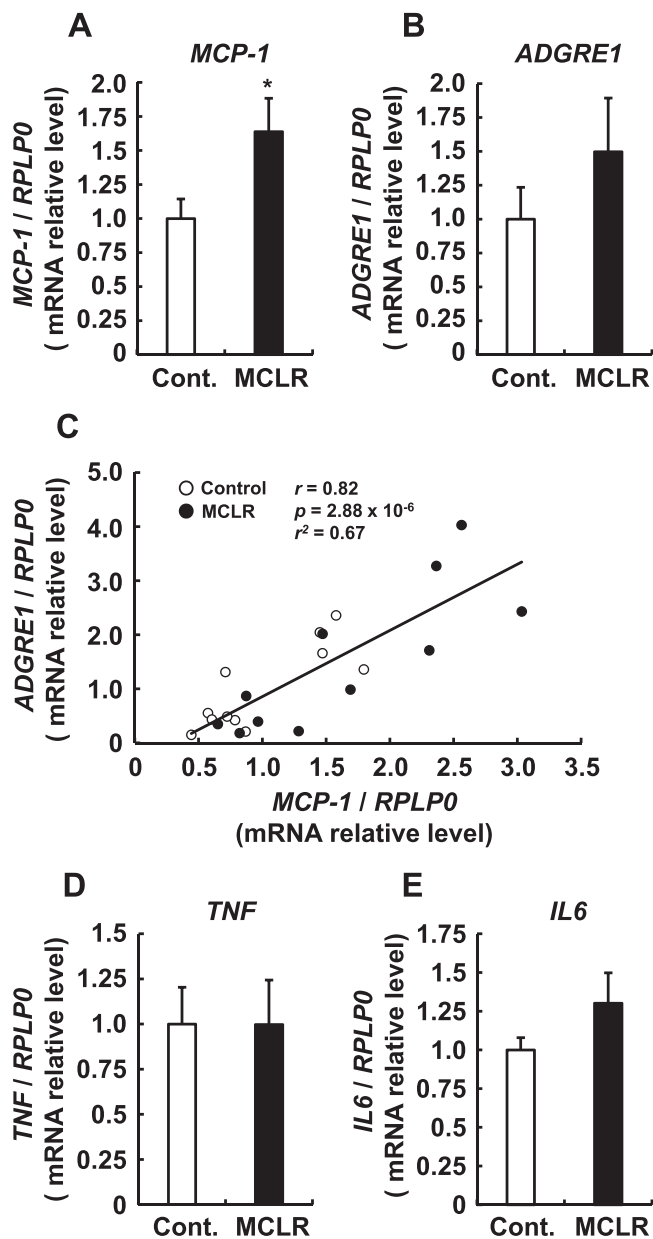 A
MCP-1
MCP-1 / RPLP0
( mRNA relative level)
2.0
1.75
1.5
1.25
1.0
0.75
0.5
0.25
0
*
Cont. MCLR
B
ADGRE1
ADGRE1 / RPLP0
( mRNA relative level)
2.0
1.75
1.5
1.25
1.0
0.75
0.5
0.25
0
Cont. MCLR
C
ADGRE1 / RPLP0
( mRNA relative level)
5.0
4.0
3.0
2.0
1.0
0
Control
MCLR
r = 0.82
p = 2.88 x 10⁻⁶
r² = 0.67
0 0.5 1.0 1.5 2.0 2.5 3.0 3.5
MCP-1 / RPLP0
(mRNA relative level)
D
TNF
TNF / RPLP0
( mRNA relative level)
1.5
1.25
1.0
0.75
0.5
0.25
0
Cont. MCLR
E
IL6
IL6 / RPLP0
( mRNA relative level)
1.75
1.5
1.25
1.0
0.75
0.5
0.25
0
Cont. MCLR